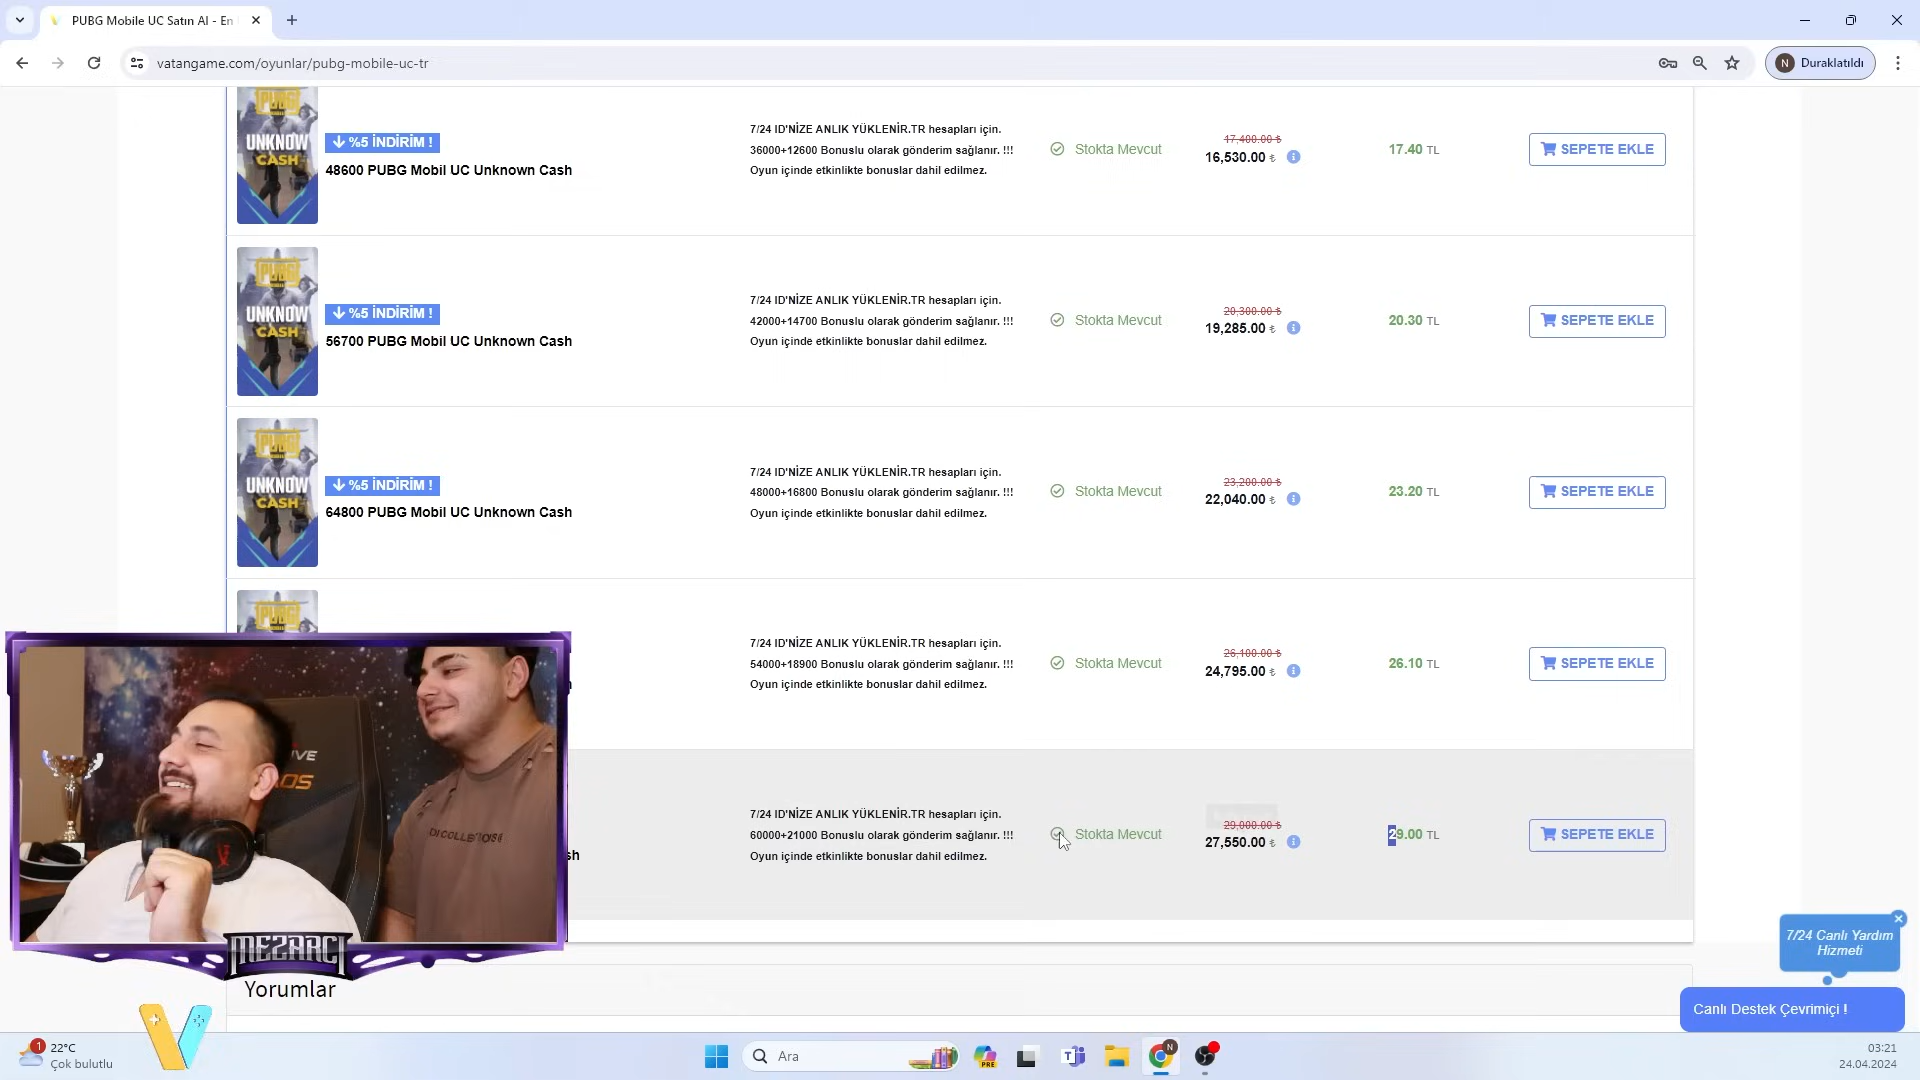 PUBG Mobile UC Satın Al - En
vatangame.com/oyunlar/pubg-mobile-uc-tr
N
Duraklatıldı
PUBG
UNKNOW
CASH
%5 İNDİRİM !
48600 PUBG Mobil UC Unknown Cash
7/24 ID'NİZE ANLIK YÜKLENİR.TR hesapları için.
36000+12600 Bonuslu olarak gönderim sağlanır. !!!
Oyun içinde etkinlikte bonuslar dahil edilmez.
Stokta Mevcut
17,400.00 ₺
16,530.00 ₺
17.40 TL
SEPETE EKLE
PUBG
UNKNOW
CASH
%5 İNDİRİM !
56700 PUBG Mobil UC Unknown Cash
7/24 ID'NİZE ANLIK YÜKLENİR.TR hesapları için.
42000+14700 Bonuslu olarak gönderim sağlanır. !!!
Oyun içinde etkinlikte bonuslar dahil edilmez.
Stokta Mevcut
20,300.00 ₺
19,285.00 ₺
20.30 TL
SEPETE EKLE
PUBG
UNKNOW
CASH
%5 İNDİRİM !
64800 PUBG Mobil UC Unknown Cash
7/24 ID'NİZE ANLIK YÜKLENİR.TR hesapları için.
48000+16800 Bonuslu olarak gönderim sağlanır. !!!
Oyun içinde etkinlikte bonuslar dahil edilmez.
Stokta Mevcut
23,200.00 ₺
22,040.00 ₺
23.20 TL
SEPETE EKLE
PUBG
7/24 ID'NİZE ANLIK YÜKLENİR.TR hesapları için.
54000+18900 Bonuslu olarak gönderim sağlanır. !!!
Oyun içinde etkinlikte bonuslar dahil edilmez.
Stokta Mevcut
26,100.00 ₺
24,795.00 ₺
26.10 TL
SEPETE EKLE
sh
7/24 ID'NİZE ANLIK YÜKLENİR.TR hesapları için.
60000+21000 Bonuslu olarak gönderim sağlanır. !!!
Oyun içinde etkinlikte bonuslar dahil edilmez.
Stokta Mevcut
29,000.00 ₺
27,550.00 ₺
29.00 TL
SEPETE EKLE
MEZARCI
Yorumlar
7/24 Canlı Yardım
Hizmeti
Canlı Destek Çevrimiçi !
1
22°C
Çok bulutlu
Ara
PRE
N
03:21
24.04.2024